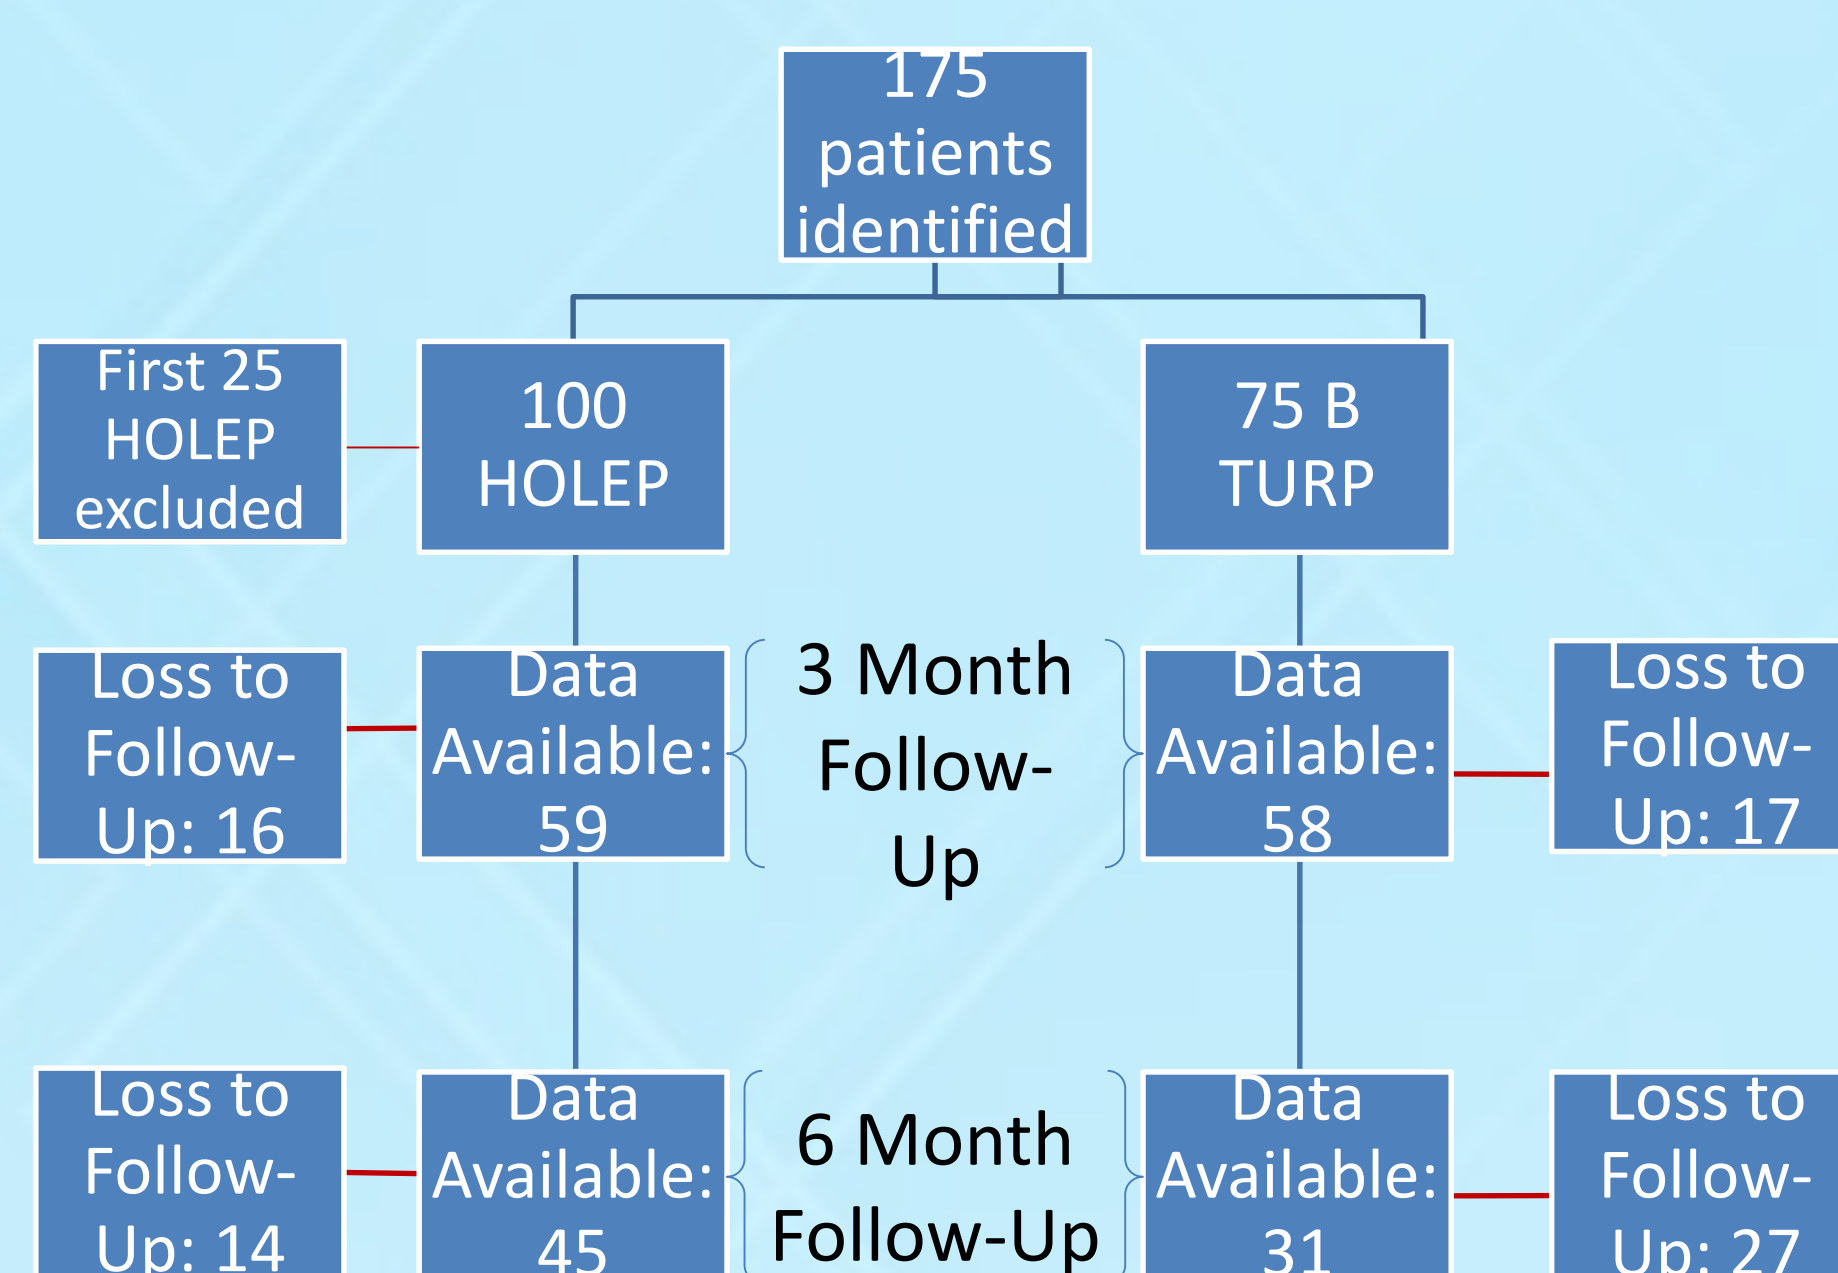 175
patients
identified
First 25
HOLEP
excluded
100
HOLEP
75 B
TURP
Loss to
Follow-
Up: 16
Data
Available:
59
3 Month
Follow-
Up
Data
Available:
58
Loss to
Follow-
Up: 17
Loss to
Follow-
Up: 14
Data
Available:
45
6 Month
Follow-Up
Data
Available:
31
Loss to
Follow-
Up: 27